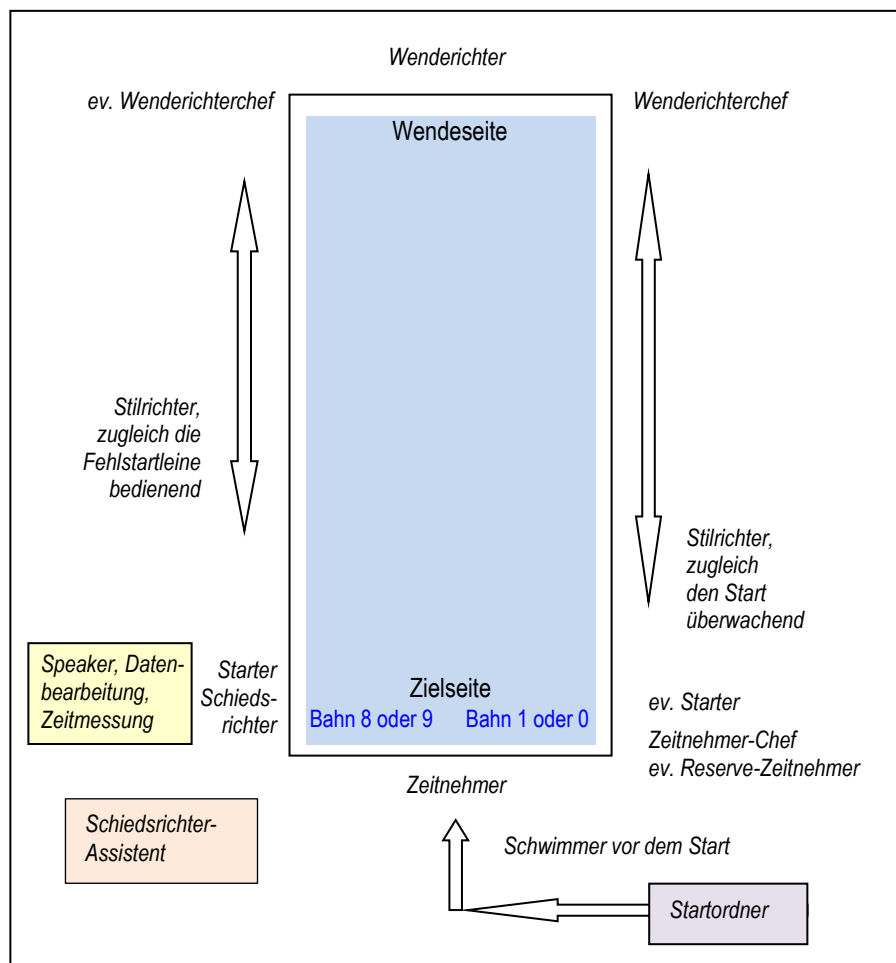 Wenderichter
ev. Wenderichterchef
Wenderichterchef
Wendeseite
Stilrichter,
zugleich die
Fehlstartleine
bedienend
Stilrichter,
zugleich
den Start
überwachend
Speaker, Daten-
bearbeitung,
Zeitmessung
Starter
Schieds-
richter
Zielseite
Bahn 8 oder 9
Bahn 1 oder 0
ev. Starter
Zeitnehmer-Chef
ev. Reserve-Zeitnehmer
Zeitnehmer
Schiedsrichter-
Assistent
Schwimmer vor dem Start
Startordner